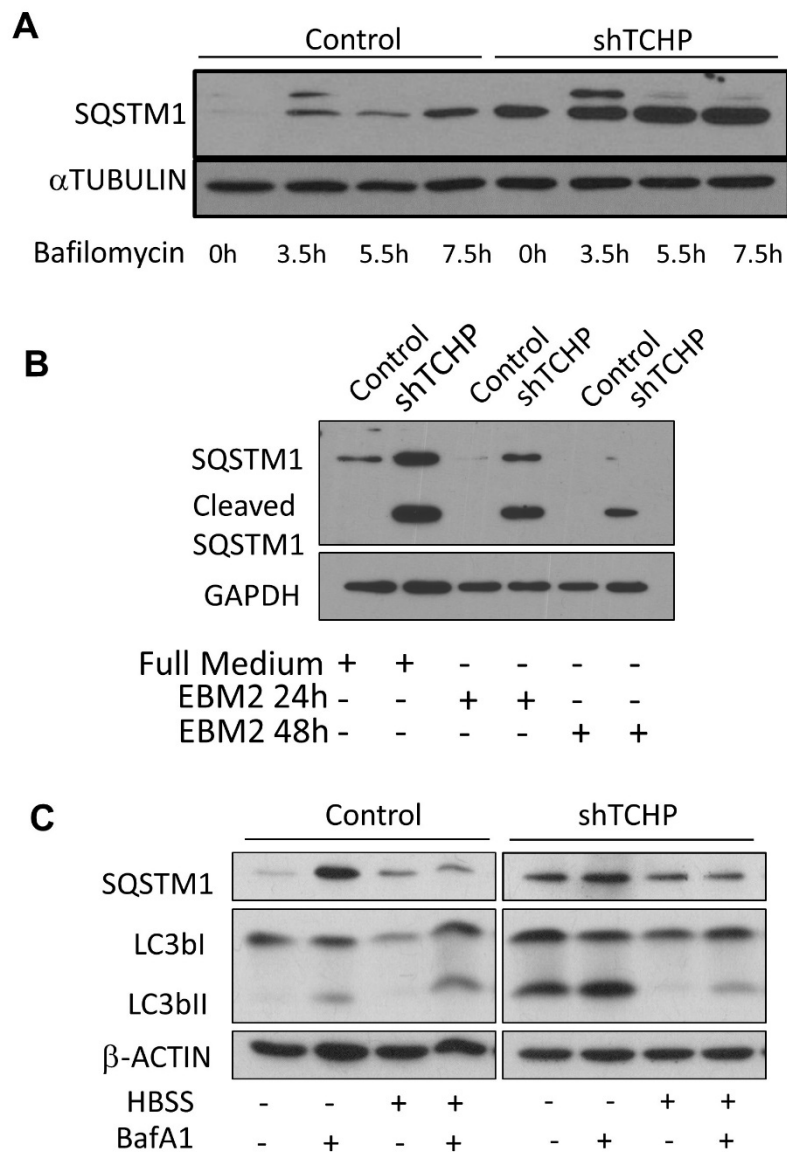 A
Control shTCHP
SQSTM1
αTUBULIN
Bafilomycin 0h 3.5h 5.5h 7.5h 0h 3.5h 5.5h 7.5h
B
Control shTCHP Control shTCHP Control shTCHP
SQSTM1
Cleaved
SQSTM1
GAPDH
Full Medium + + - - - -
EBM2 24h - - + + - -
EBM2 48h - - - - + +
C
Control shTCHP
SQSTM1
LC3bI
LC3bII
β-ACTIN
HBSS - - + + - - + +
BafA1 - + - + - + - +